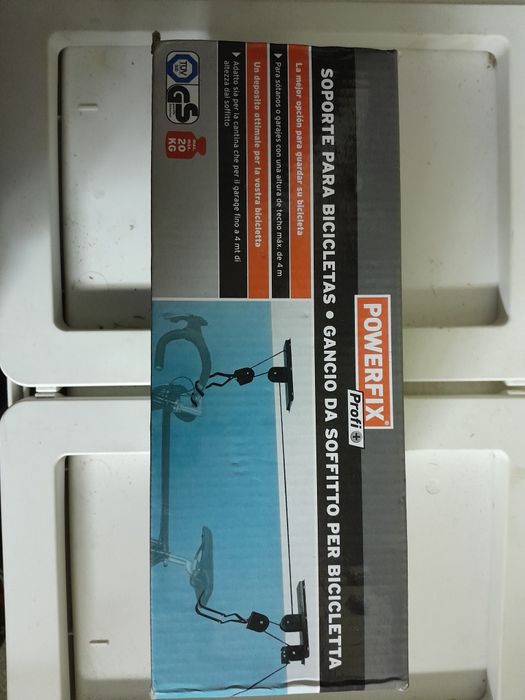 POWERFIX®
Profi+
SOPORTE PARA BICICLETAS • GANCIO DA SOFFITTO PER BICICLETTA
La mejor opción para guardar su bicicleta
Para sótanos o garajes con una altura de techo máx. de 4 m
Un deposito ottimale per la vostra bicicletta
Adatto sia per la cantina che per il garage fino a 4 mt di
altezza dal soffitto
TÜV
GS
20
KG